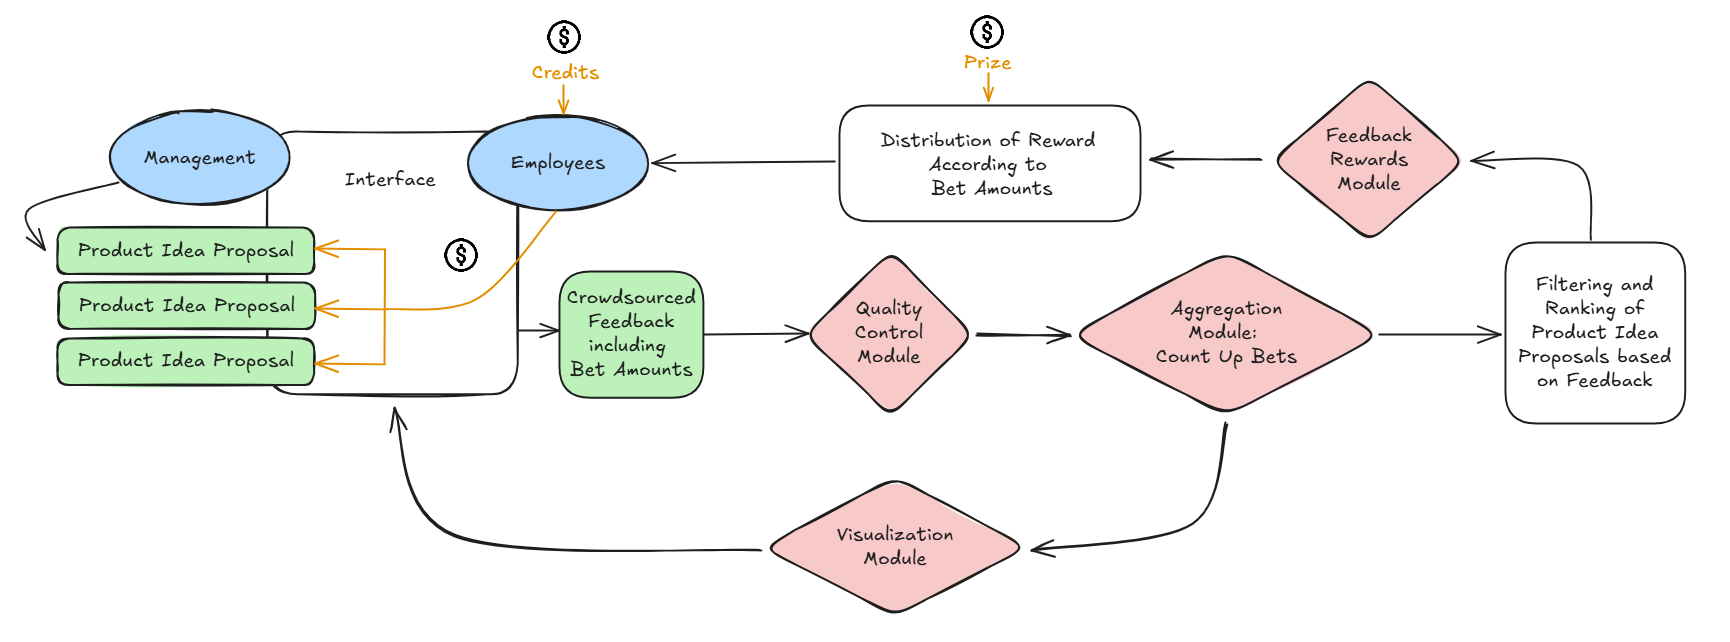 $
Credits
$
Prize
Management
Interface
Employees
Distribution of Reward
According to
Bet Amounts
Feedback
Rewards
Module
Product Idea Proposal
Product Idea Proposal
Product Idea Proposal
$
Crowdsourced
Feedback
including
Bet Amounts
Quality
Control
Module
Aggregation
Module:
Count Up Bets
Filtering and
Ranking of
Product Idea
Proposals based
on Feedback
Visualization
Module